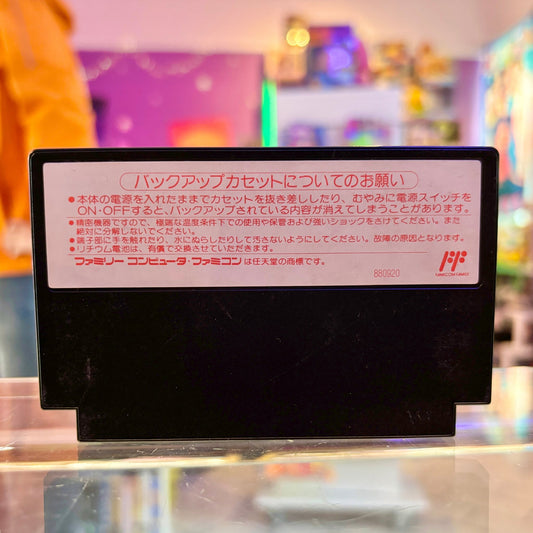 バックアップカセットについてのお願い
●本体の電源を入れたままでカセットを抜き差ししたり、むやみに電源スイッチを
ON・OFFすると、バックアップされている内容が消えてしまうことがあります。
●精密機器ですので、極端な温度条件下での使用や保管および強いショックをさけてください。また
絶対に分解しないでください。
●端子部に手を触れたり、水にぬらしたりして汚さないようにしてください。故障の原因となります。
●リチウム電池は、有償で交換させていただきます。
ファミリーコンピュータ・ファミコンは任天堂の商標です。
880920
FAMICOM FAMILY